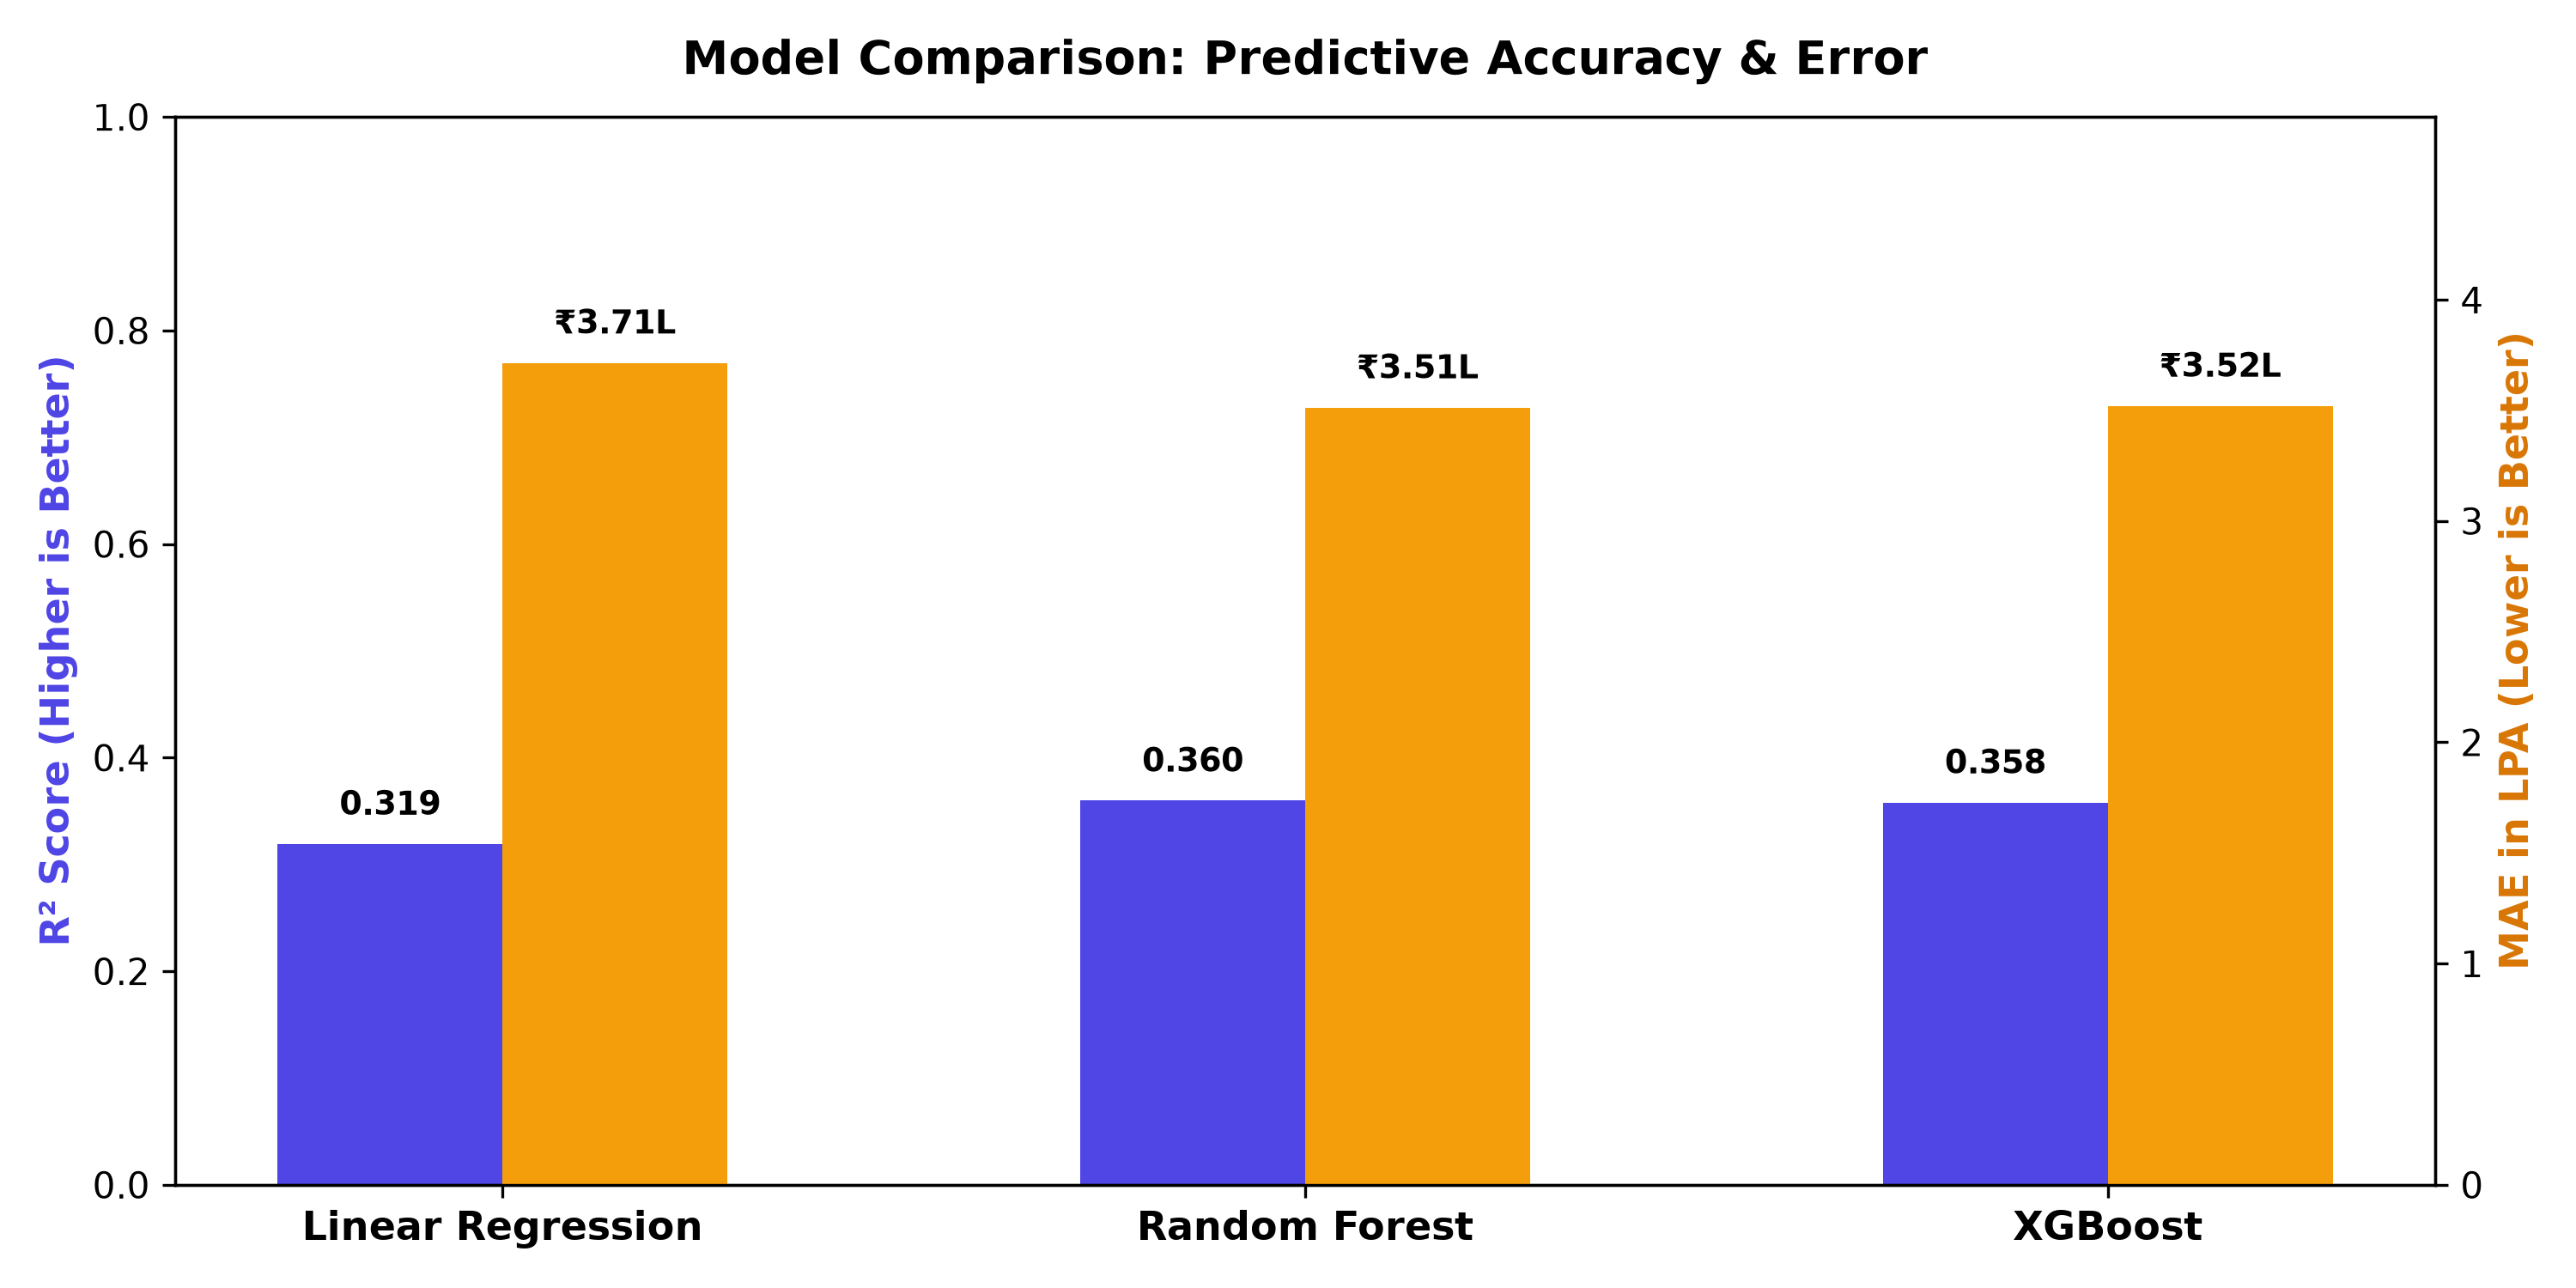 Model Comparison: Predictive Accuracy & Error
R² Score (Higher is Better)
1.0
0.8
0.6
0.4
0.2
0.0
0.319
₹3.71L
0.360
₹3.51L
0.358
₹3.52L
4
3
2
1
0
MAE in LPA (Lower is Better)
Linear Regression
Random Forest
XGBoost